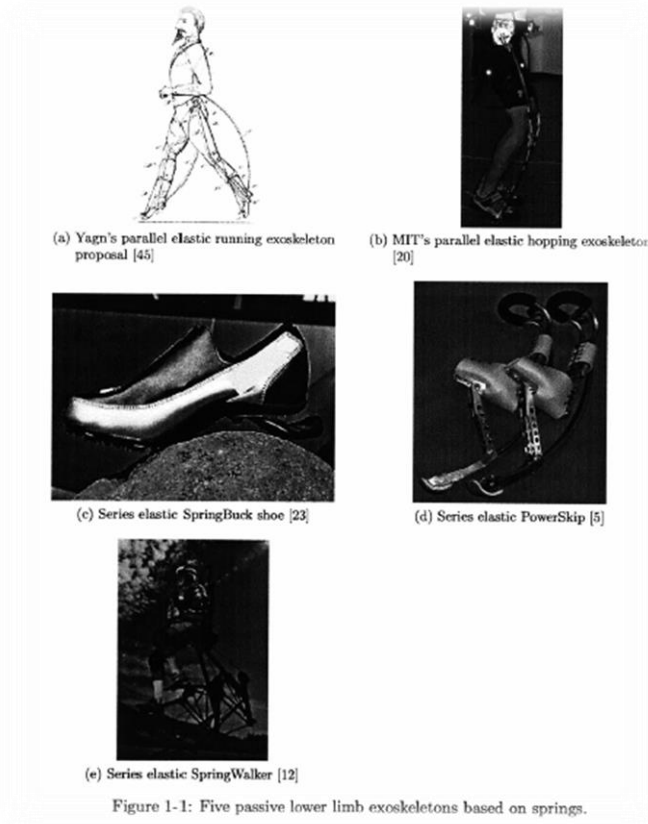 (a) Yagn's parallel elastic running exoskeleton
proposal [45]
(b) MIT's parallel elastic hopping exoskeleton
[20]
(c) Series elastic SpringBuck shoe [23]
(d) Series elastic PowerSkip [5]
(e) Series elastic SpringWalker [12]
Figure 1-1: Five passive lower limb exoskeletons based on springs.